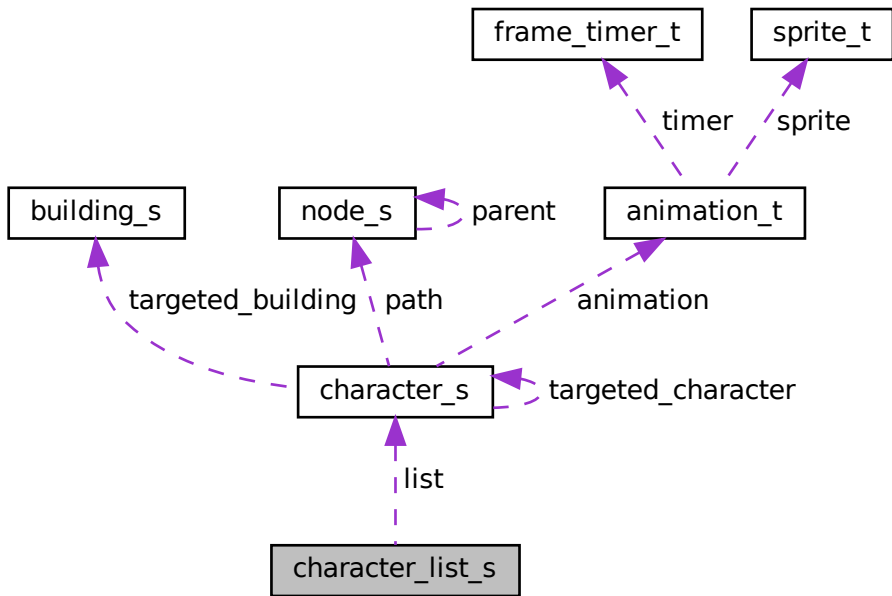 frame_timer_t
sprite_t
timer
sprite
building_s
node_s
parent
animation_t
targeted_building
path
animation
character_s
targeted_character
list
character_list_s